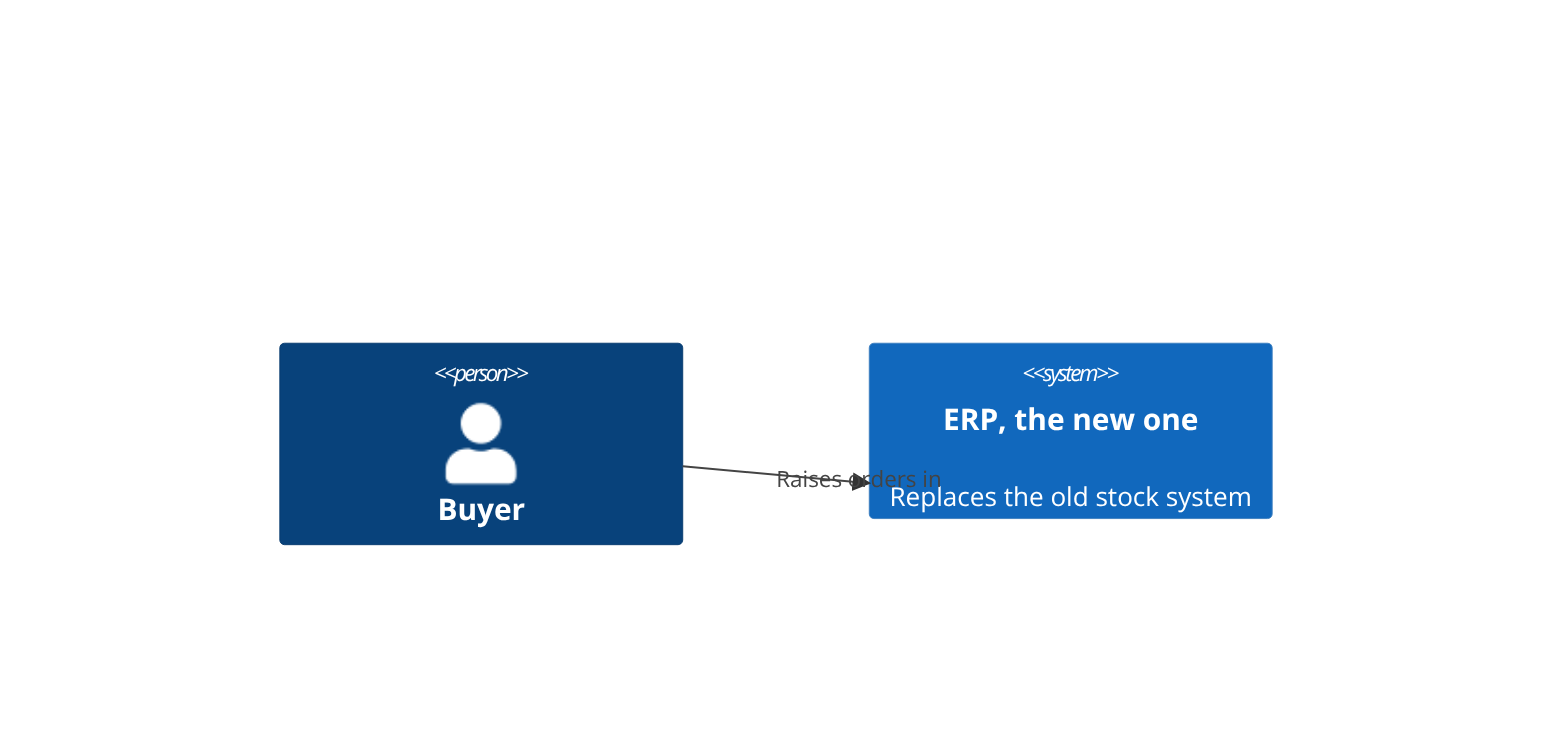 <<person>>
Buyer
Raises orders in
<<system>>
ERP, the new one
Replaces the old stock system